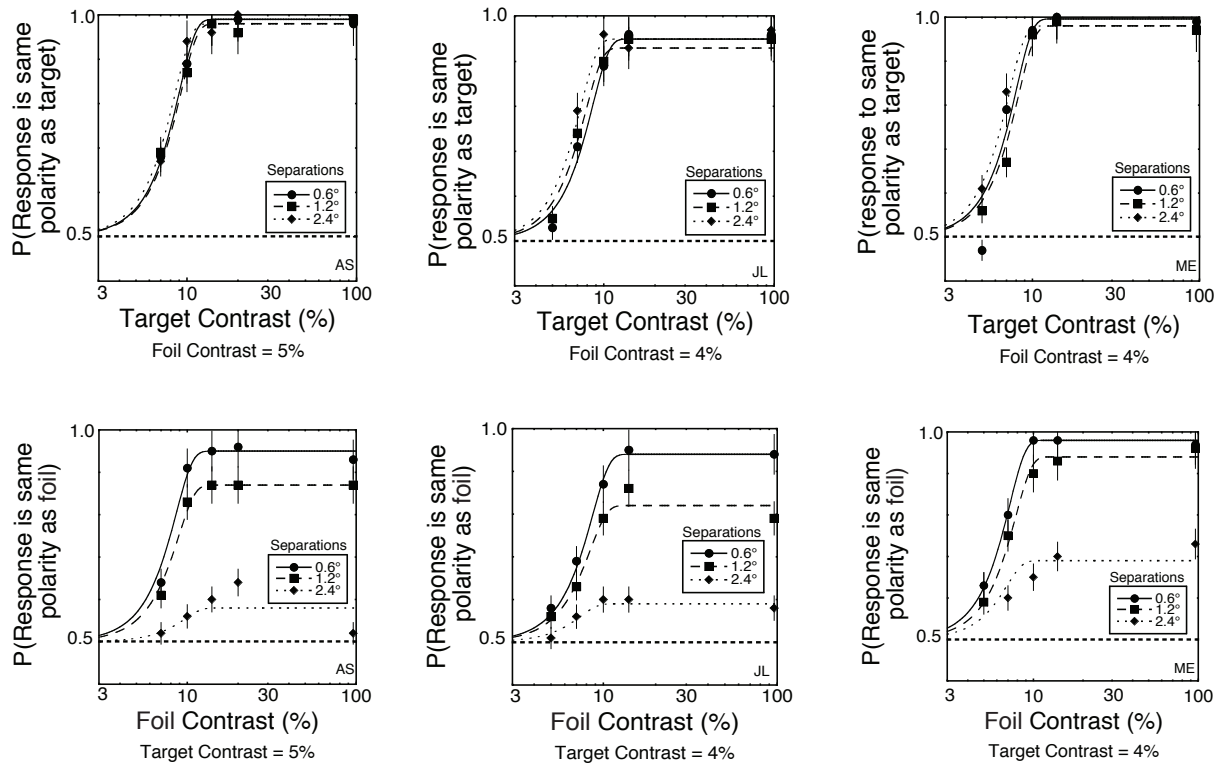 P(Response is same
polarity as target)
1.0
0.5
Separations
0.6°
1.2°
2.4°
AS
3 10 30 100
Target Contrast (%)
Foil Contrast = 5%
P(response is same
polarity as target)
1.0
0.5
Separations
0.6°
1.2°
2.4°
JL
3 10 30 100
Target Contrast (%)
Foil Contrast = 4%
P(response to same
polarity as target)
1.0
0.5
Separations
0.6°
1.2°
2.4°
ME
3 10 30 100
Target Contrast (%)
Foil Contrast = 4%
P(Response is same
polarity as foil)
1.0
0.5
Separations
0.6°
1.2°
2.4°
AS
3 10 30 100
Foil Contrast (%)
Target Contrast = 5%
P(Response is same
polarity as foil)
1.0
0.5
Separations
0.6°
1.2°
2.4°
JL
3 10 30 100
Foil Contrast (%)
Target Contrast = 4%
P(Response is same
polarity as foil)
1.0
0.5
Separations
0.6°
1.2°
2.4°
ME
3 10 30 100
Foil Contrast (%)
Target Contrast = 4%